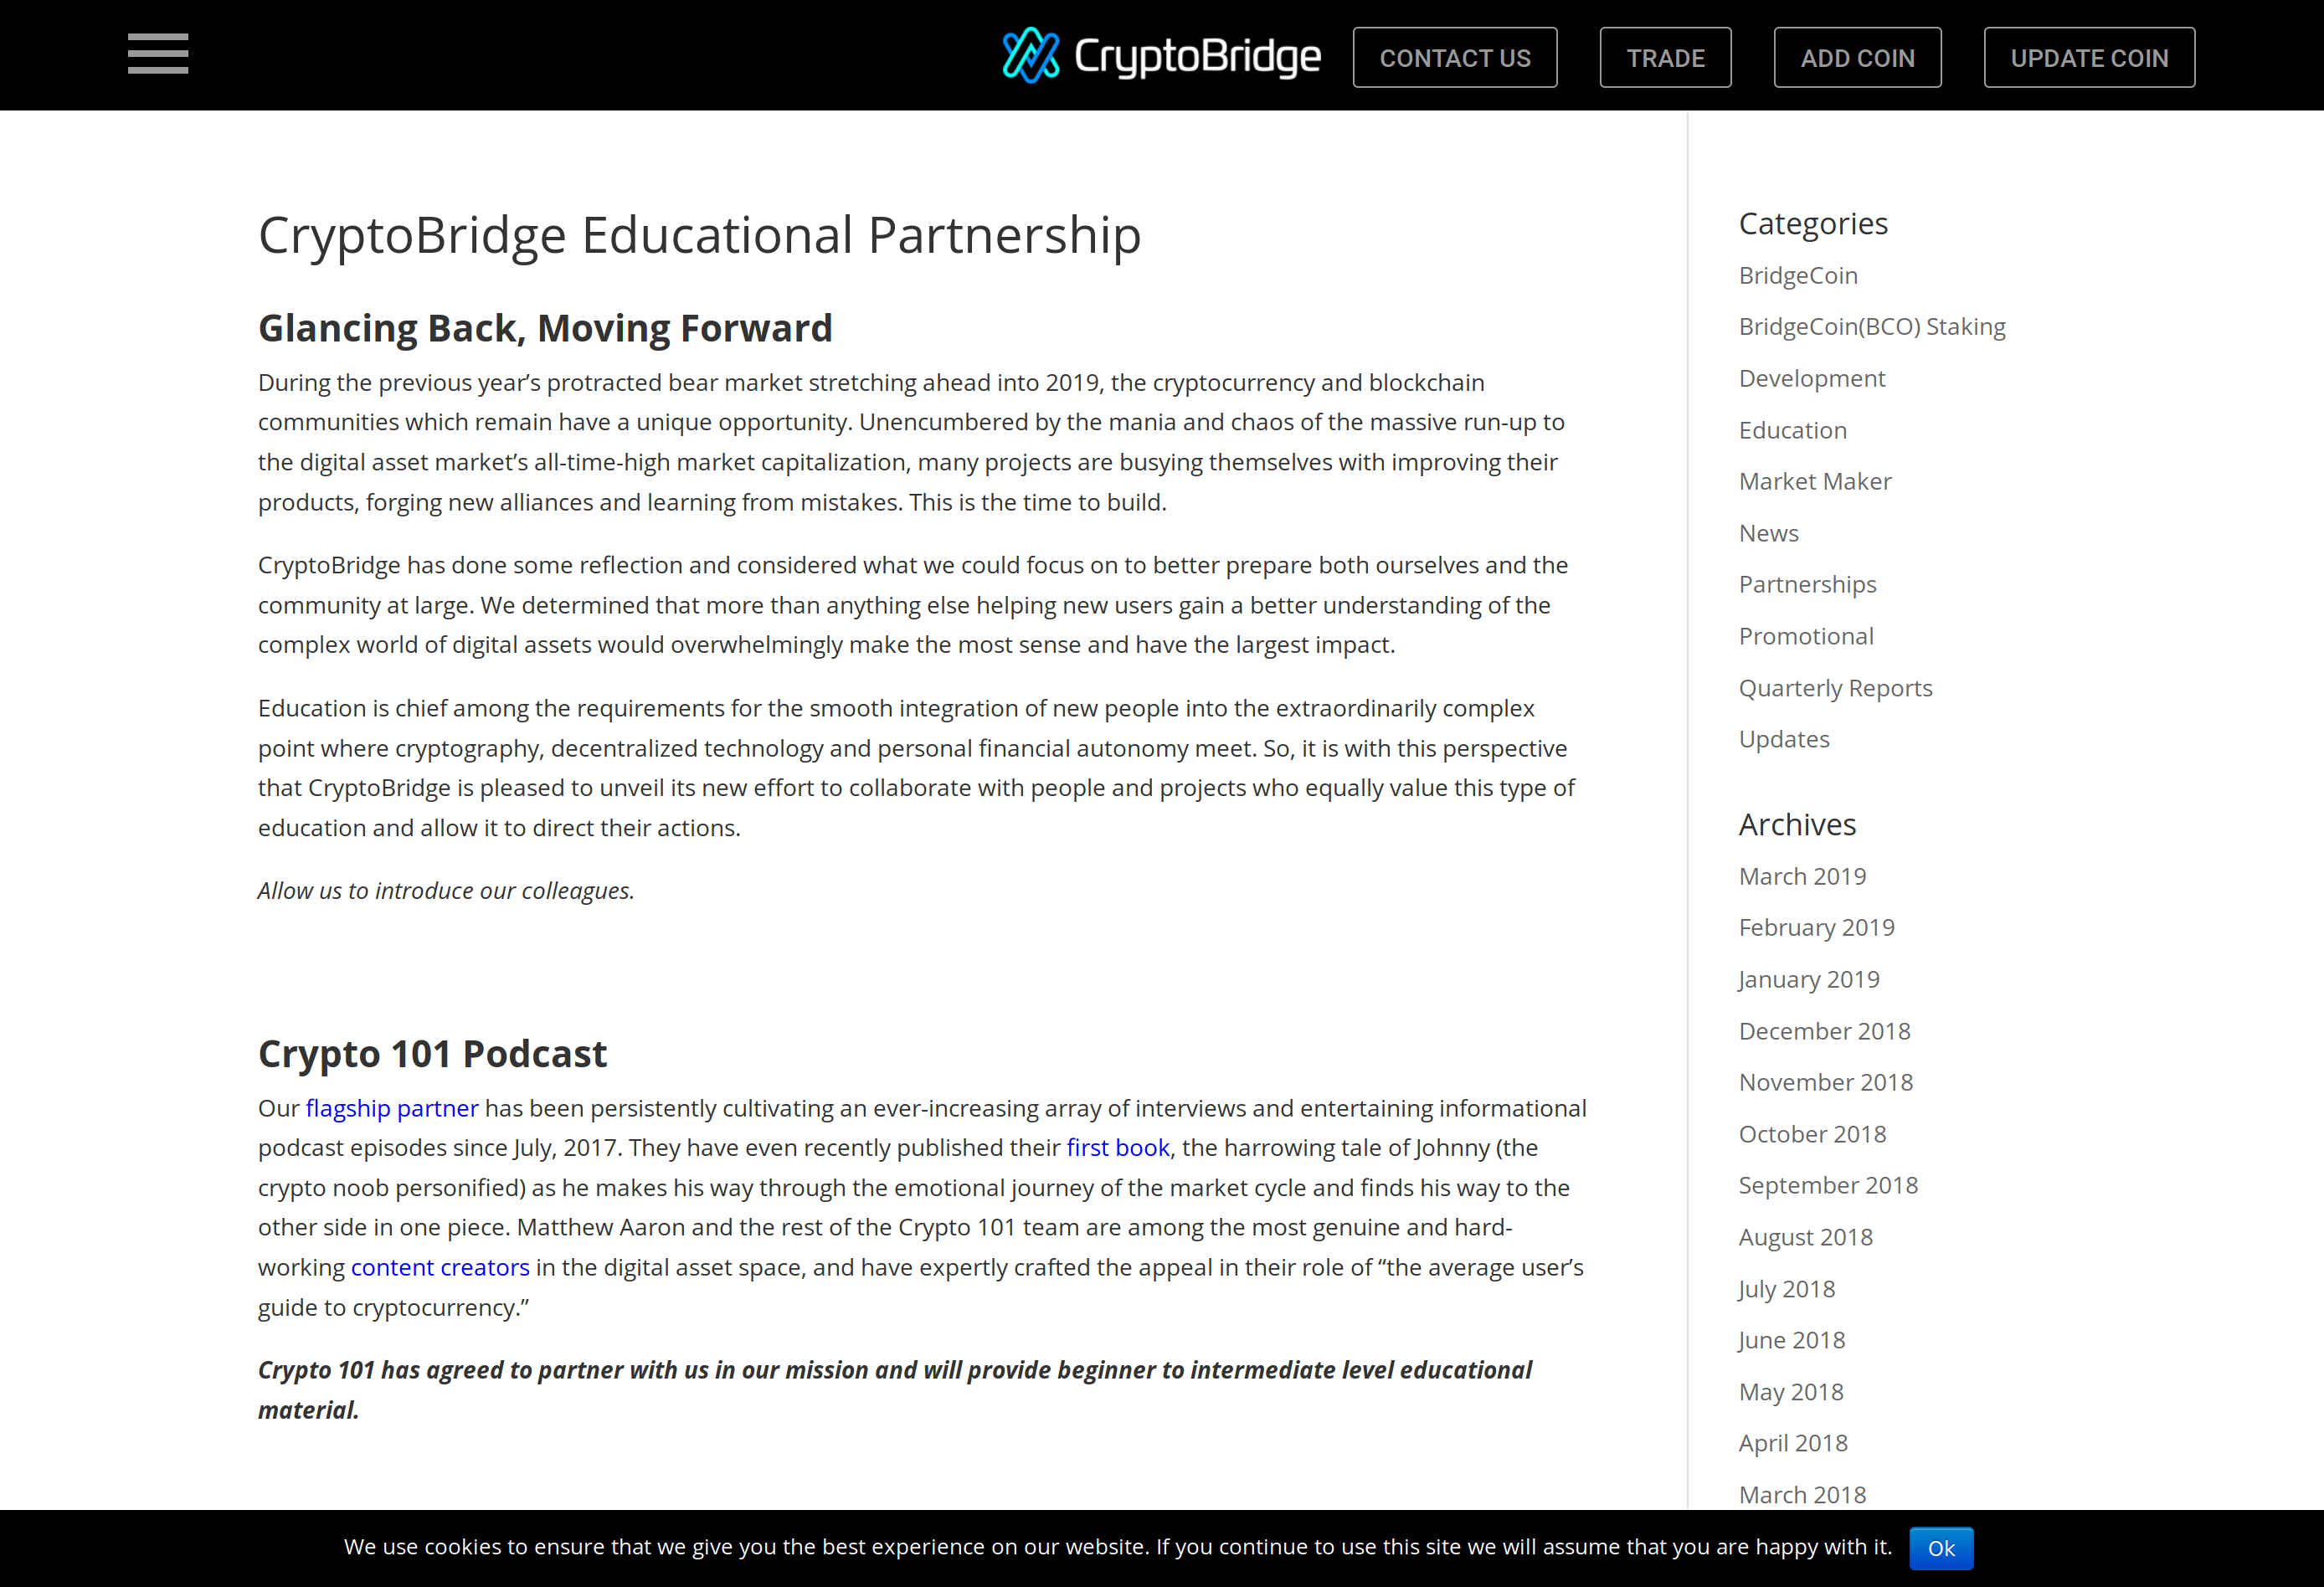 CryptoBridge
CONTACT US
TRADE
ADD COIN
UPDATE COIN
CryptoBridge Educational Partnership
Glancing Back, Moving Forward
During the previous year’s protracted bear market stretching ahead into 2019, the cryptocurrency and blockchain
communities which remain have a unique opportunity. Unencumbered by the mania and chaos of the massive run-up to
the digital asset market’s all-time-high market capitalization, many projects are busying themselves with improving their
products, forging new alliances and learning from mistakes. This is the time to build.
CryptoBridge has done some reflection and considered what we could focus on to better prepare both ourselves and the
community at large. We determined that more than anything else helping new users gain a better understanding of the
complex world of digital assets would overwhelmingly make the most sense and have the largest impact.
Education is chief among the requirements for the smooth integration of new people into the extraordinarily complex
point where cryptography, decentralized technology and personal financial autonomy meet. So, it is with this perspective
that CryptoBridge is pleased to unveil its new effort to collaborate with people and projects who equally value this type of
education and allow it to direct their actions.
Allow us to introduce our colleagues.
Crypto 101 Podcast
Our flagship partner has been persistently cultivating an ever-increasing array of interviews and entertaining informational
podcast episodes since July, 2017. They have even recently published their first book, the harrowing tale of Johnny (the
crypto noob personified) as he makes his way through the emotional journey of the market cycle and finds his way to the
other side in one piece. Matthew Aaron and the rest of the Crypto 101 team are among the most genuine and hard-
working content creators in the digital asset space, and have expertly crafted the appeal in their role of “the average user’s
guide to cryptocurrency.”
Crypto 101 has agreed to partner with us in our mission and will provide beginner to intermediate level educational
material.
Categories
BridgeCoin
BridgeCoin(BCO) Staking
Development
Education
Market Maker
News
Partnerships
Promotional
Quarterly Reports
Updates
Archives
March 2019
February 2019
January 2019
December 2018
November 2018
October 2018
September 2018
August 2018
July 2018
June 2018
May 2018
April 2018
March 2018
We use cookies to ensure that we give you the best experience on our website. If you continue to use this site we will assume that you are happy with it.
Ok